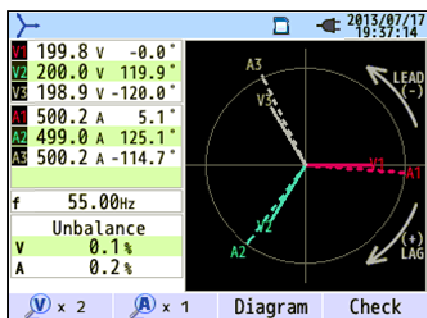 2013/07/17
19:37:14
V1 199.8 V -0.0°
V2 200.0 V 119.9°
V3 198.9 V -120.0°
A1 500.2 A 5.1°
A2 499.0 A 125.1°
A3 500.2 A -114.7°
f 55.00Hz
Unbalance
V 0.1%
A 0.2%
A3
V3
V1
A1
V2
A2
LEAD
(-)
(+)
LAG
V x 2 A x 1 Diagram Check